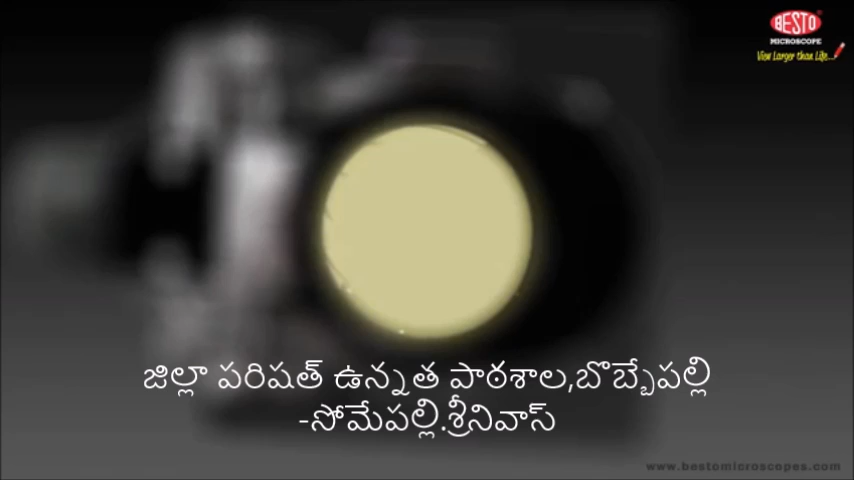 BESTO
MICROSCOPE
View Larger than Life...
జిల్లా పరిషత్ ఉన్నత పాఠశాల,బొబ్బేపల్లి
-సోమేపల్లి.శ్రీనివాస్
www.bestomicroscopes.com